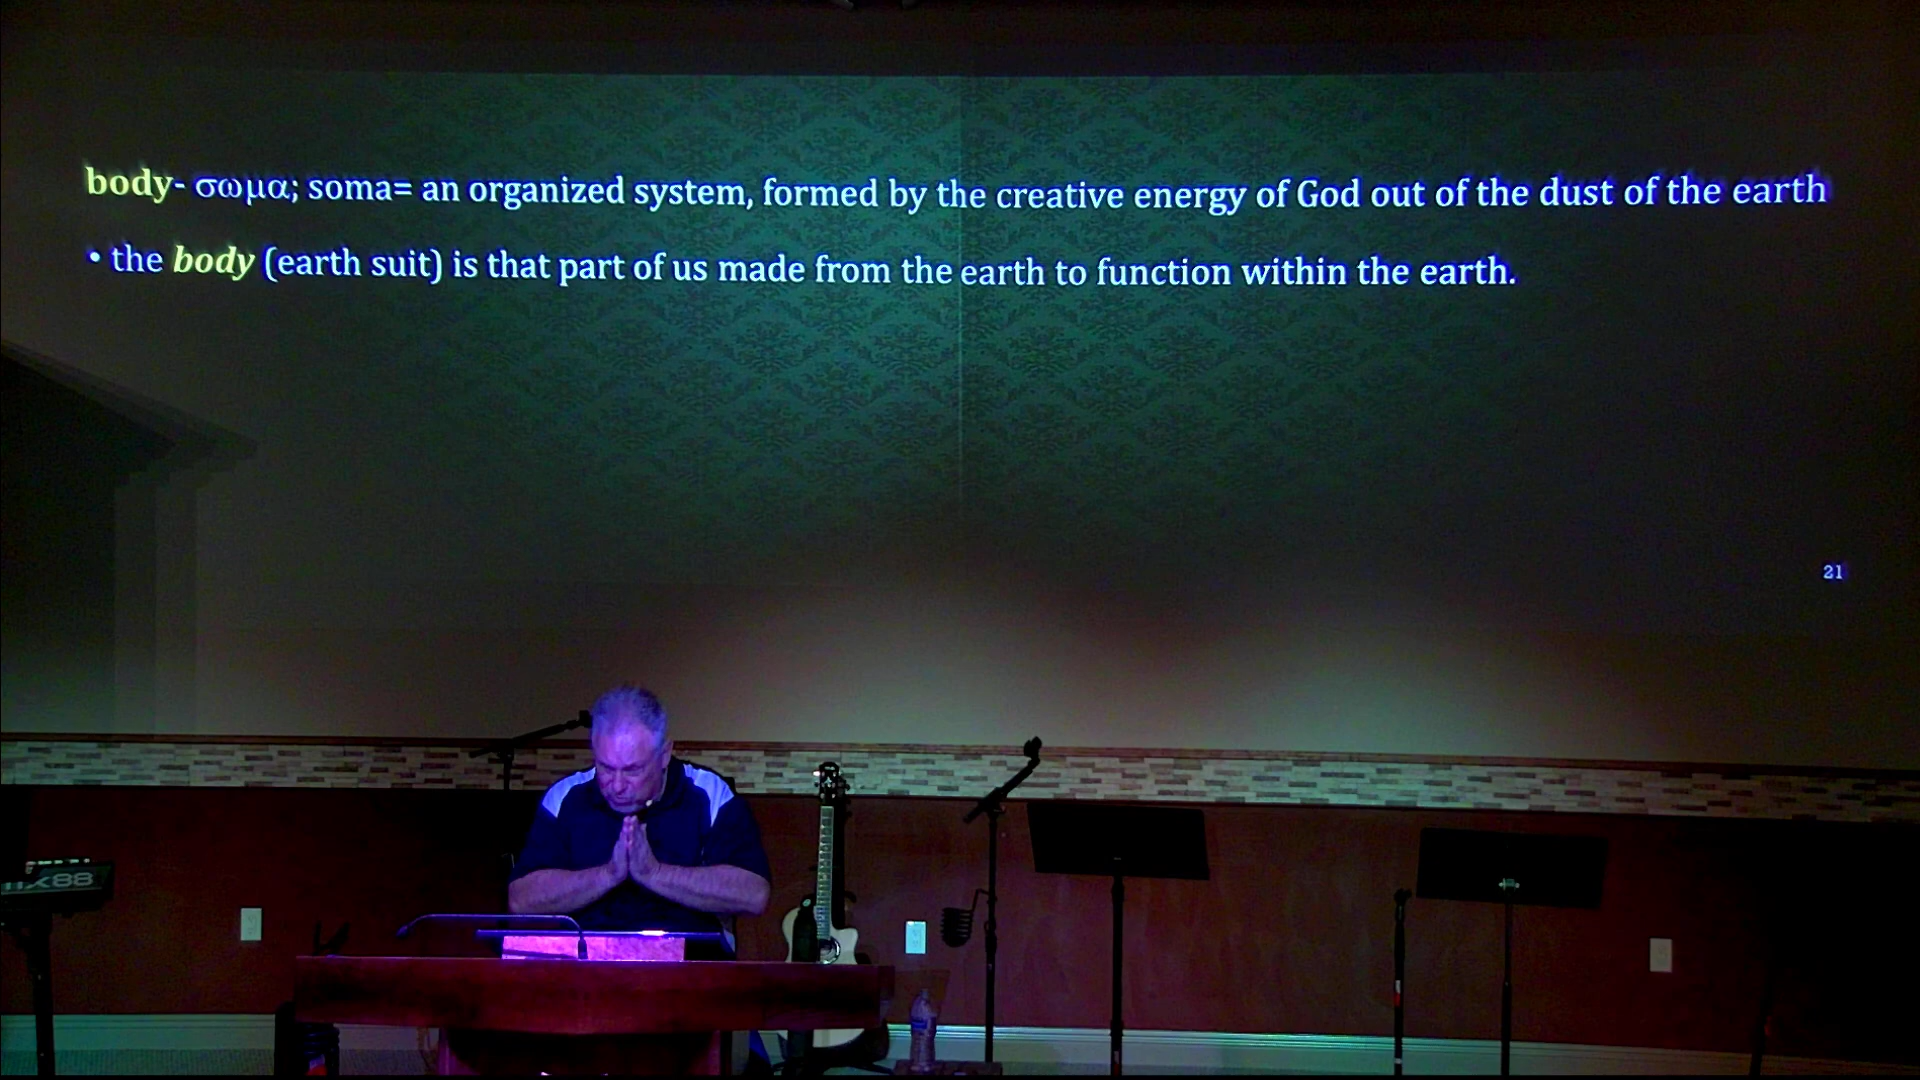 body- σωμα; soma= an organized system, formed by the creative energy of God out of the dust of the earth
• the body (earth suit) is that part of us made from the earth to function within the earth.
21